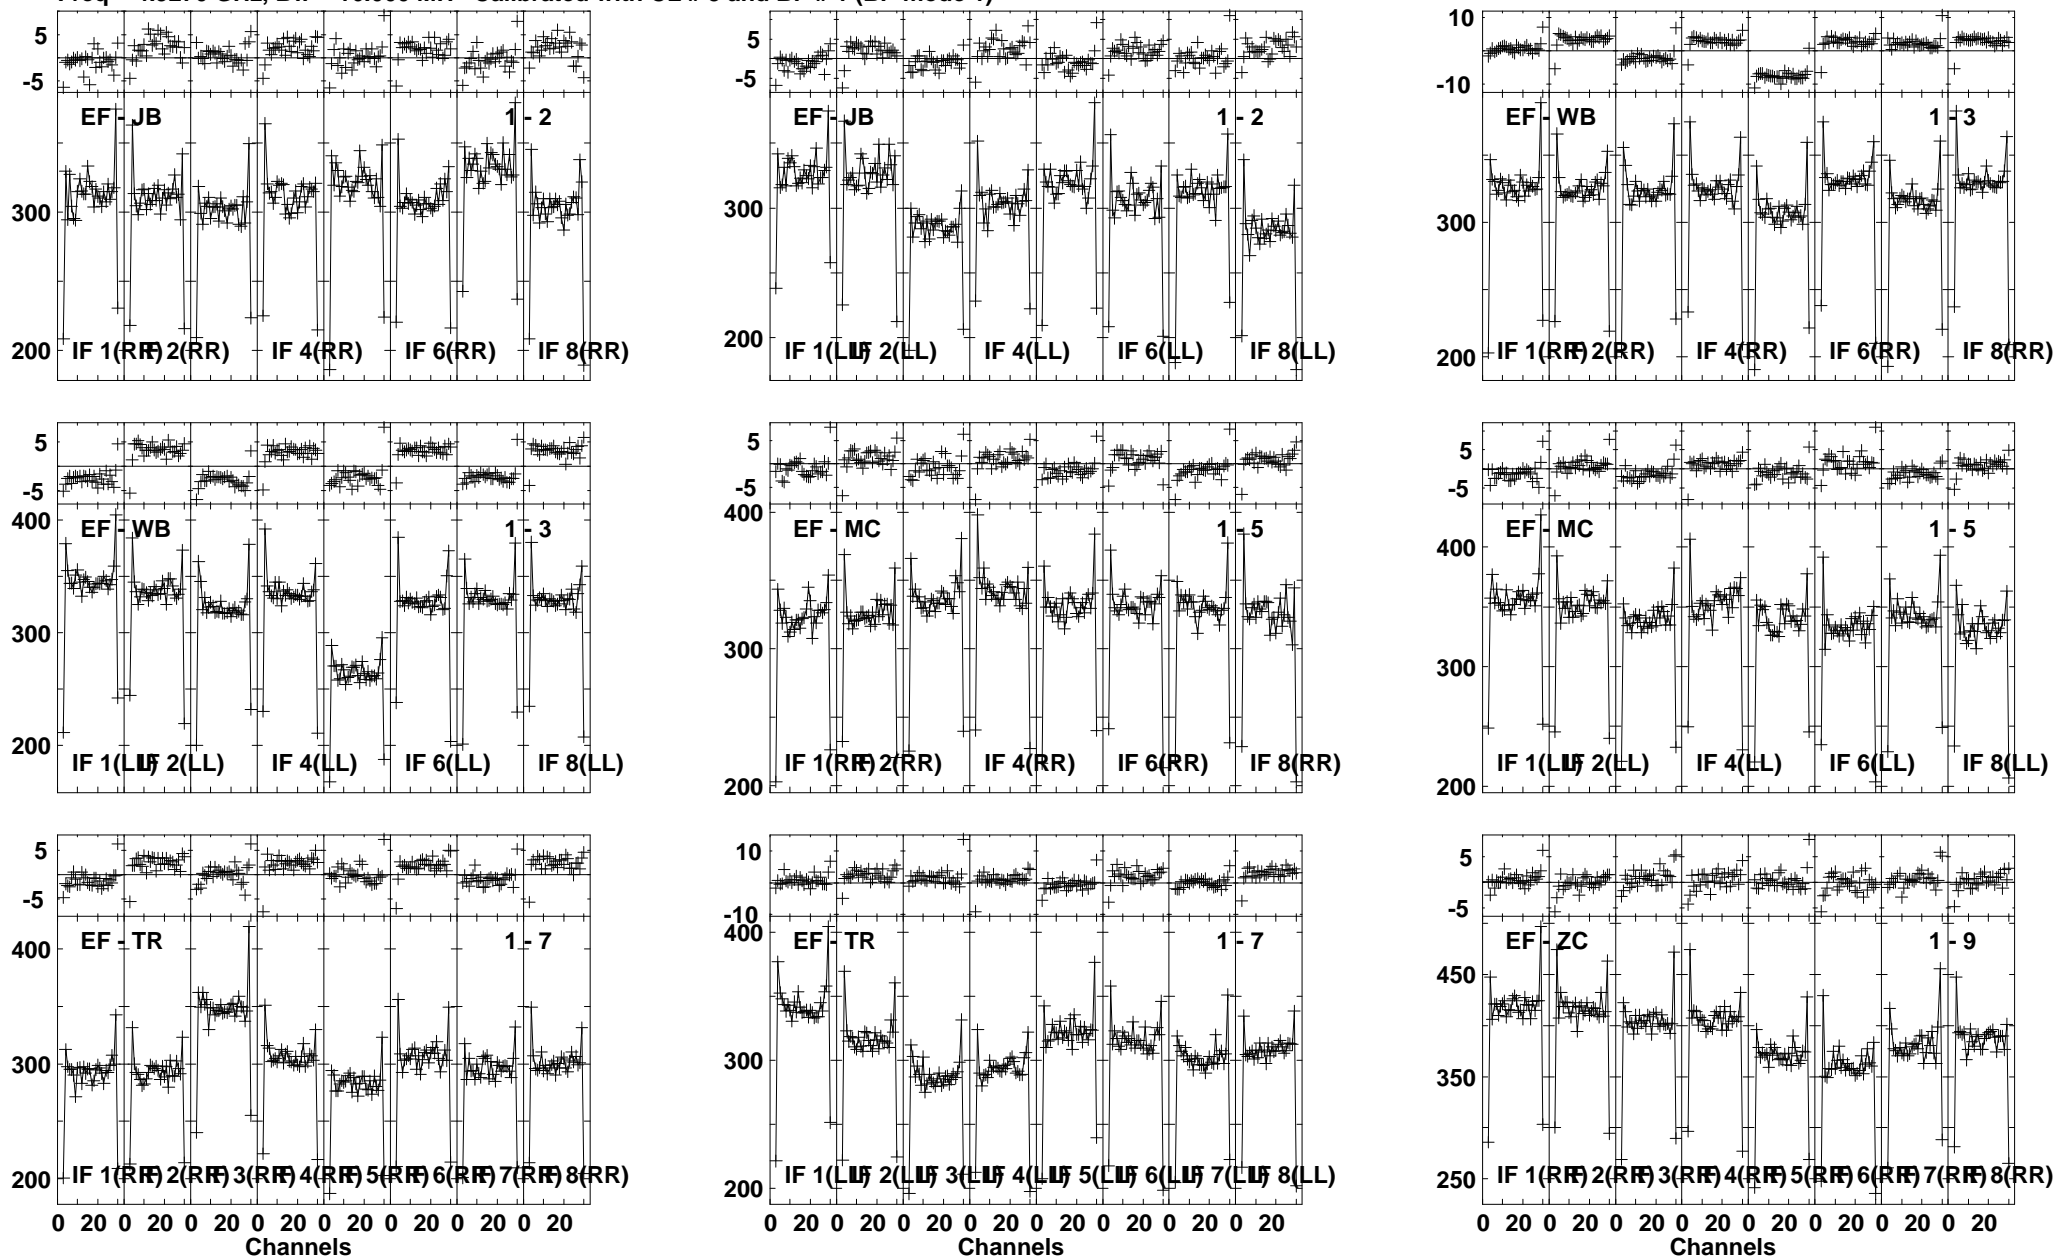 EF - JB 1 - 2
5
-5
300
200
IF 1(RR) IF 2(RR) IF 4(RR) IF 6(RR) IF 8(RR)
EF - JB 1 - 2
5
-5
300
200
IF 1(LL) IF 2(LL) IF 4(LL) IF 6(LL) IF 8(LL)
EF - WB 1 - 3
10
-10
300
200
IF 1(RR) IF 2(RR) IF 4(RR) IF 6(RR) IF 8(RR)
EF - WB 1 - 3
5
-5
400
300
200
IF 1(LL) IF 2(LL) IF 4(LL) IF 6(LL) IF 8(LL)
EF - MC 1 - 5
5
-5
400
300
200
IF 1(RR) IF 2(RR) IF 4(RR) IF 6(RR) IF 8(RR)
EF - MC 1 - 5
5
-5
400
300
200
IF 1(LL) IF 2(LL) IF 4(LL) IF 6(LL) IF 8(LL)
EF - TR 1 - 7
5
-5
400
300
200
IF 1(RR) IF 2(RR) IF 3(RR) IF 4(RR) IF 5(RR) IF 6(RR) IF 7(RR) IF 8(RR)
0 20 0 20 0 20 0 20 0 20 0 20 0 20 0 20
Channels
EF - TR 1 - 7
10
-10
400
300
200
IF 1(LL) IF 2(LL) IF 3(LL) IF 4(LL) IF 5(LL) IF 6(LL) IF 7(LL) IF 8(LL)
0 20 0 20 0 20 0 20 0 20 0 20 0 20 0 20
Channels
EF - ZC 1 - 9
5
-5
450
350
250
IF 1(RR) IF 2(RR) IF 3(RR) IF 4(RR) IF 5(RR) IF 6(RR) IF 7(RR) IF 8(RR)
0 20 0 20 0 20 0 20 0 20 0 20 0 20 0 20
Channels